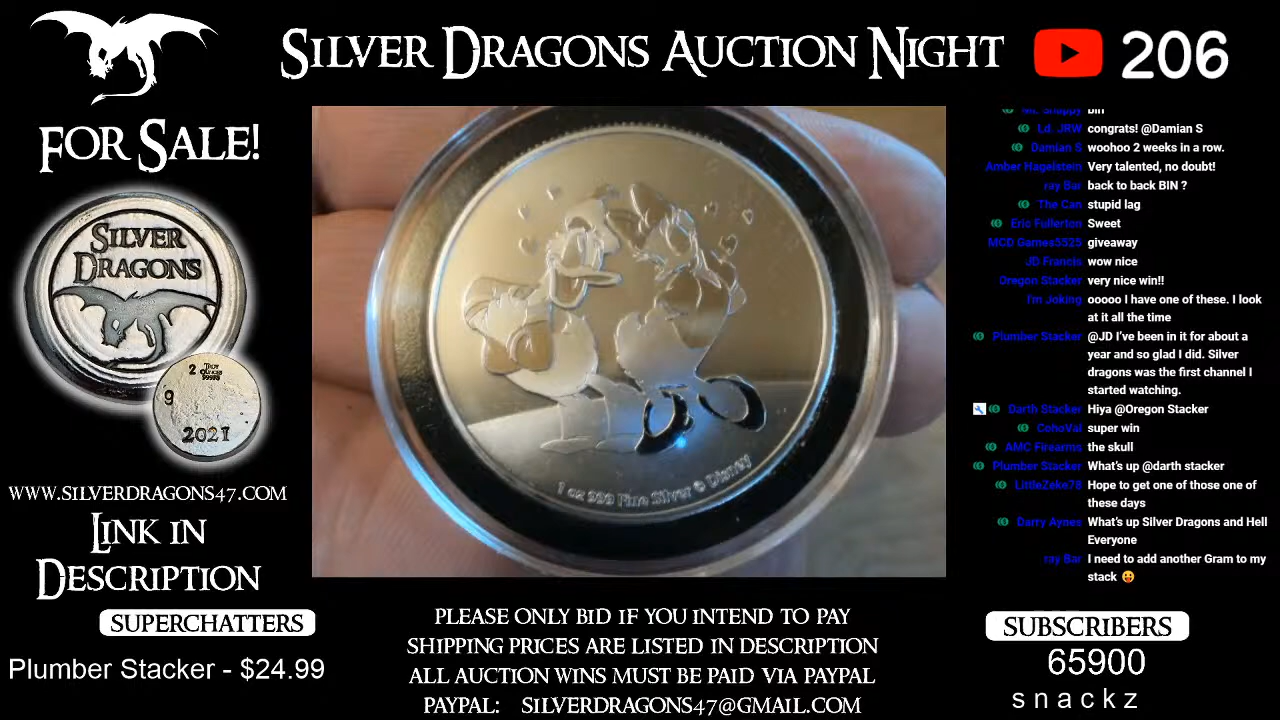 SILVER DRAGONS AUCTION NIGHT
206
FOR SALE!
SILVER
DRAGONS
2 TROY
OUNCES
9
2021
WWW.SILVERDRAGONS47.COM
LINK IN
DESCRIPTION
SUPERCHATTERS
Plumber Stacker - $24.99
1 oz 999 Fine Silver © Disney
PLEASE ONLY BID IF YOU INTEND TO PAY
SHIPPING PRICES ARE LISTED IN DESCRIPTION
ALL AUCTION WINS MUST BE PAID VIA PAYPAL
PAYPAL: SILVERDRAGONS47@GMAIL.COM
bin
Ld. JRW congrats! @Damian S
Damian S woohoo 2 weeks in a row.
Amber Hagelstein Very talented, no doubt!
ray Bar back to back BIN ?
The Can stupid lag
Eric Fullerton Sweet
MCD Games5525 giveaway
JD Francis wow nice
Oregon Stacker very nice win!!
I'm Joking ooooo I have one of these. I look
at it all the time
Plumber Stacker @JD I've been in it for about a
year and so glad I did. Silver
dragons was the first channel I
started watching.
Darth Stacker Hiya @Oregon Stacker
CohoVal super win
AMC Firearms the skull
Plumber Stacker What's up @darth stacker
LittleZeke78 Hope to get one of those one of
these days
Darry Aynes What's up Silver Dragons and Hell
Everyone
ray Bar I need to add another Gram to my
stack 😛
SUBSCRIBERS
65900
snackz